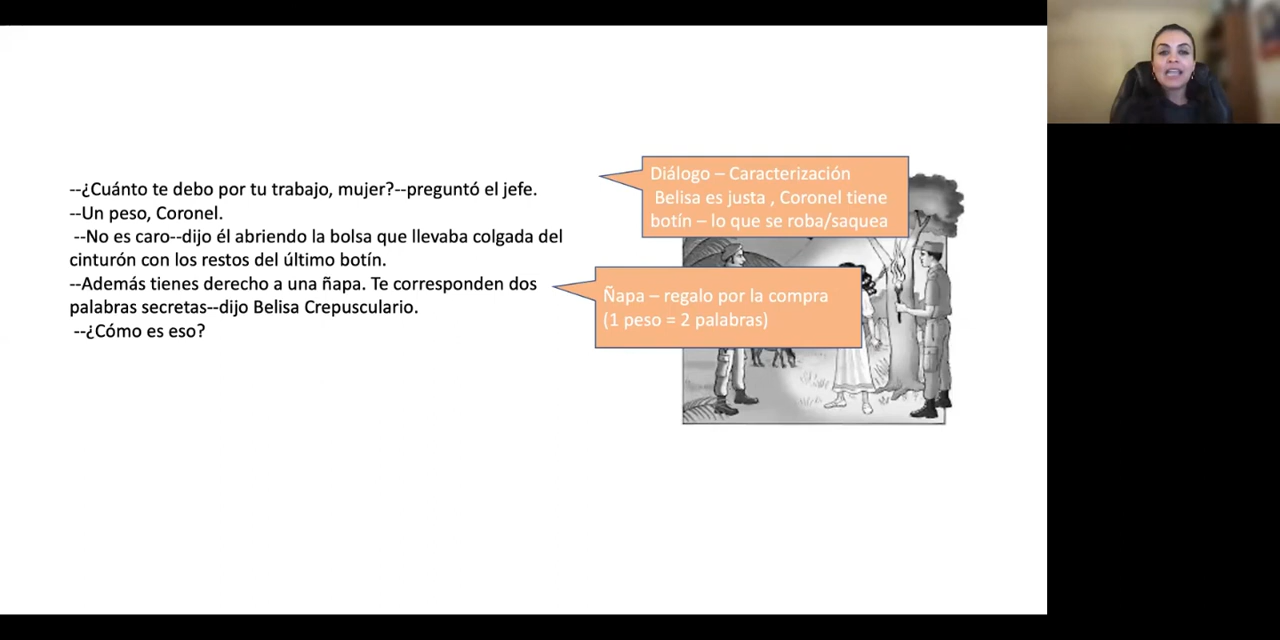 --¿Cuánto te debo por tu trabajo, mujer?--preguntó el jefe.
--Un peso, Coronel.
--No es caro--dijo él abriendo la bolsa que llevaba colgada del
cinturón con los restos del último botín.
--Además tienes derecho a una ñapa. Te corresponden dos
palabras secretas--dijo Belisa Crepusculario.
--¿Cómo es eso?
Diálogo – Caracterización
Belisa es justa , Coronel tiene
botín – lo que se roba/saquea
Ñapa – regalo por la compra
(1 peso = 2 palabras)